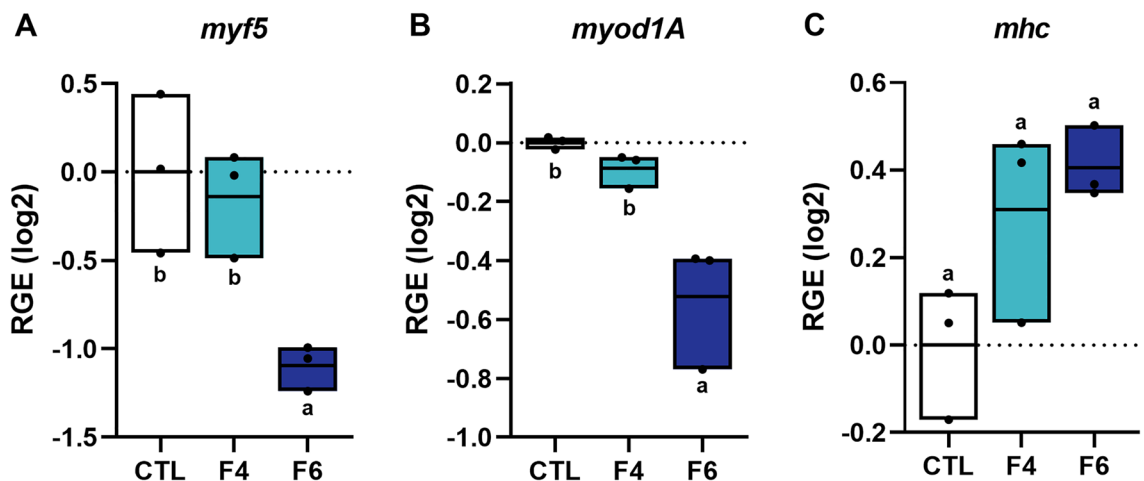 A
myf5
RGE (log2)
0.5
0.0
-0.5
-1.0
-1.5
b
b
a
CTL
F4
F6
B
myod1A
RGE (log2)
0.2
0.0
-0.2
-0.4
-0.6
-0.8
-1.0
b
b
a
CTL
F4
F6
C
mhc
RGE (log2)
0.6
0.4
0.2
0.0
-0.2
a
a
a
CTL
F4
F6